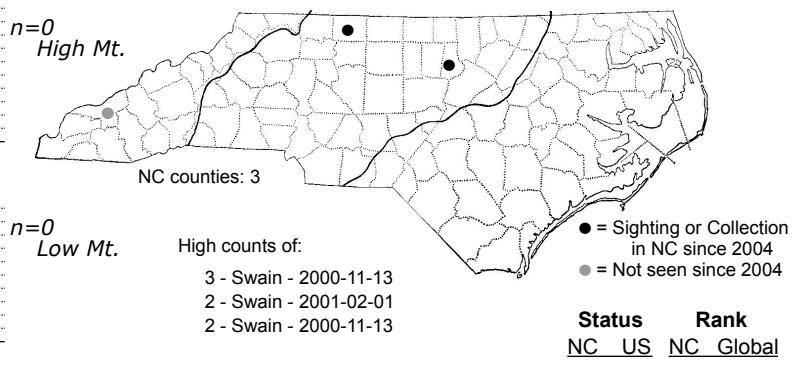 n=0
High Mt.
NC counties: 3
n=0
Low Mt.
High counts of:
3 - Swain - 2000-11-13
2 - Swain - 2001-02-01
2 - Swain - 2000-11-13
= Sighting or Collection
in NC since 2004
= Not seen since 2004
Status Rank
NC US NC Global